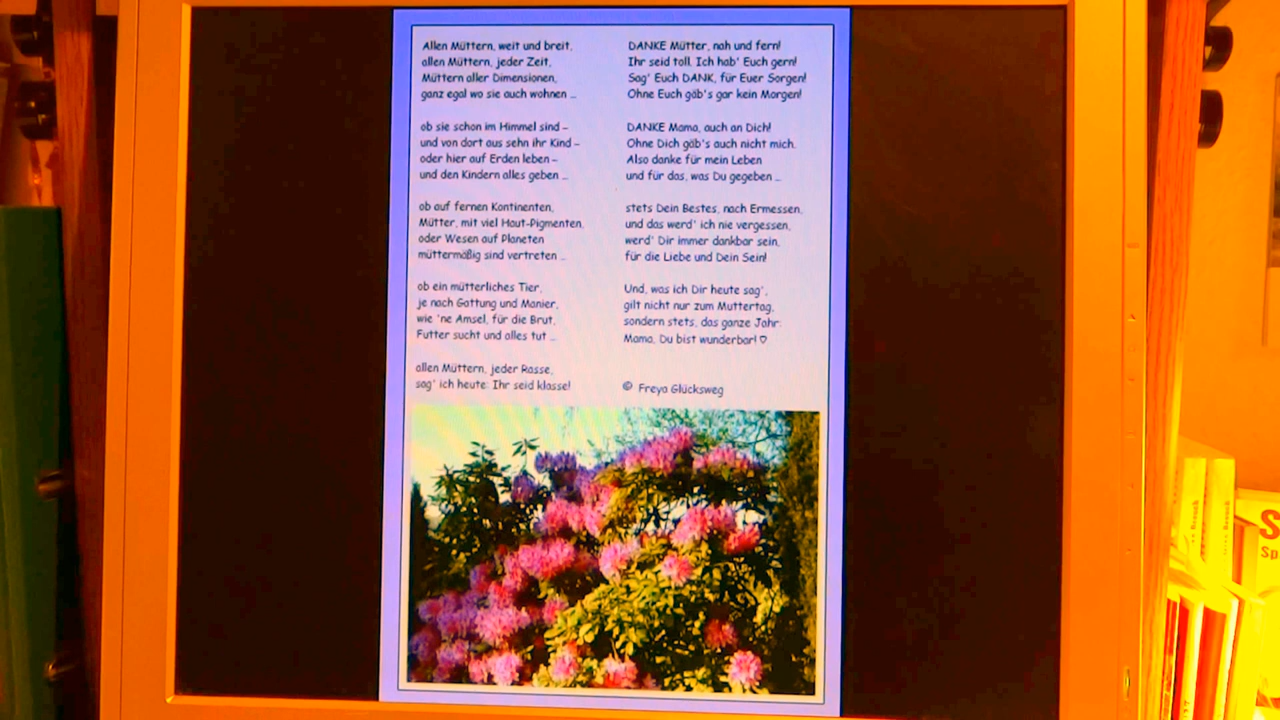 Allen Müttern, weit und breit,
allen Müttern, jeder Zeit,
Müttern aller Dimensionen,
ganz egal wo sie auch wohnen ...
ob sie schon im Himmel sind –
und von dort aus sehn ihr Kind –
oder hier auf Erden leben –
und den Kindern alles geben ...
ob auf fernen Kontinenten,
Mütter, mit viel Haut-Pigmenten,
oder Wesen auf Planeten
müttermäßig sind vertreten ...
ob ein mütterliches Tier,
je nach Gattung und Manier,
wie 'ne Amsel, für die Brut,
Futter sucht und alles tut ...
allen Müttern, jeder Rasse,
sag' ich heute: Ihr seid klasse!
DANKE Mütter, nah und fern!
Ihr seid toll, Ich hab' Euch gern!
Sag' Euch DANK, für Euer Sorgen!
Ohne Euch gäb's gar kein Morgen!
DANKE Mama, auch an Dich!
Ohne Dich gäb's auch nicht mich.
Also danke für mein Leben
und für das, was Du gegeben ...
stets Dein Bestes, nach Ermessen,
und das werd' ich nie vergessen,
werd' Dir immer dankbar sein,
für die Liebe und Dein Sein!
Und, was ich Dir heute sag',
gilt nicht nur zum Muttertag,
sondern stets, das ganze Jahr:
Mama, Du bist wunderbar! ♡
© Freya Glücksweg